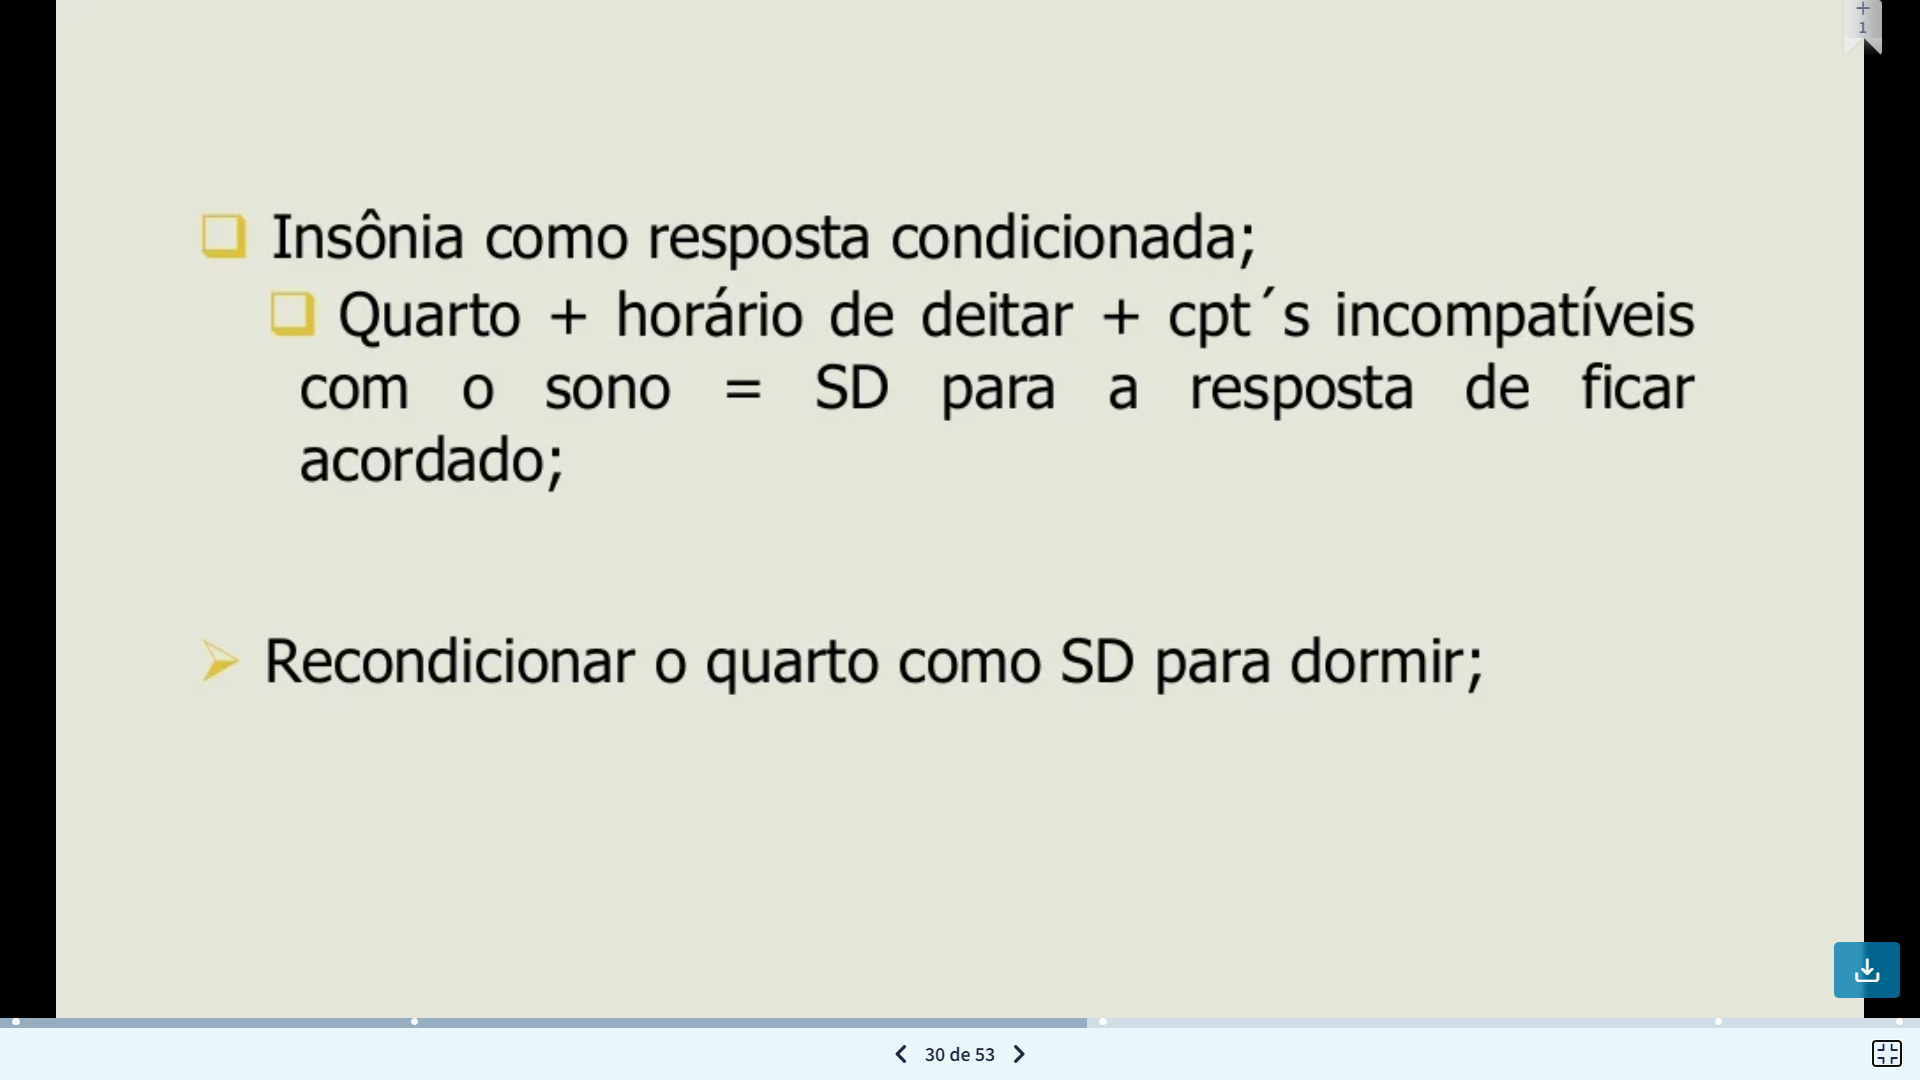 +
1
Insônia como resposta condicionada;
Quarto + horário de deitar + cpt´s incompatíveis
com o sono = SD para a resposta de ficar
acordado;
Recondicionar o quarto como SD para dormir;
30 de 53